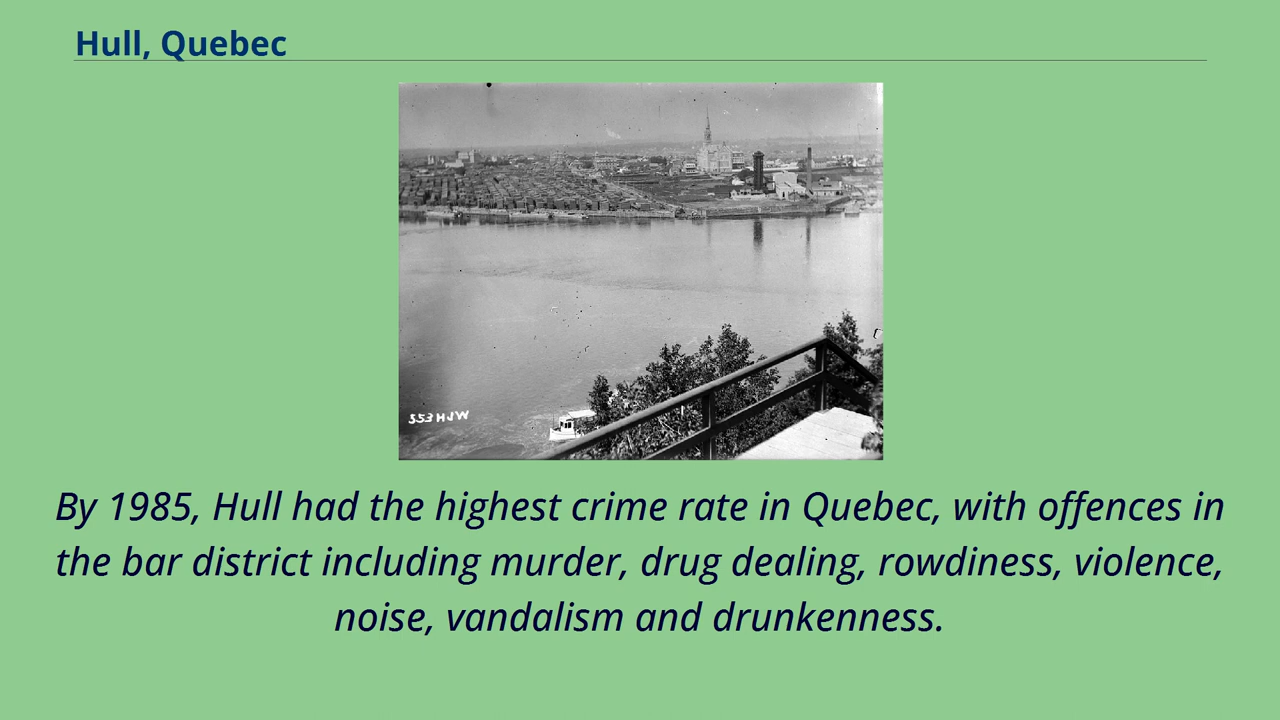 Hull, Quebec
553 HJW
By 1985, Hull had the highest crime rate in Quebec, with offences in
the bar district including murder, drug dealing, rowdiness, violence,
noise, vandalism and drunkenness.